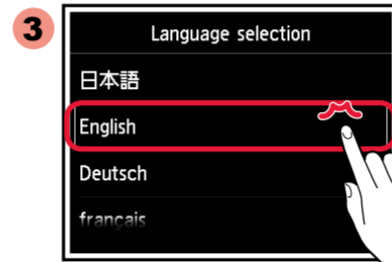 3
Language selection
日本語
English
Deutsch
français